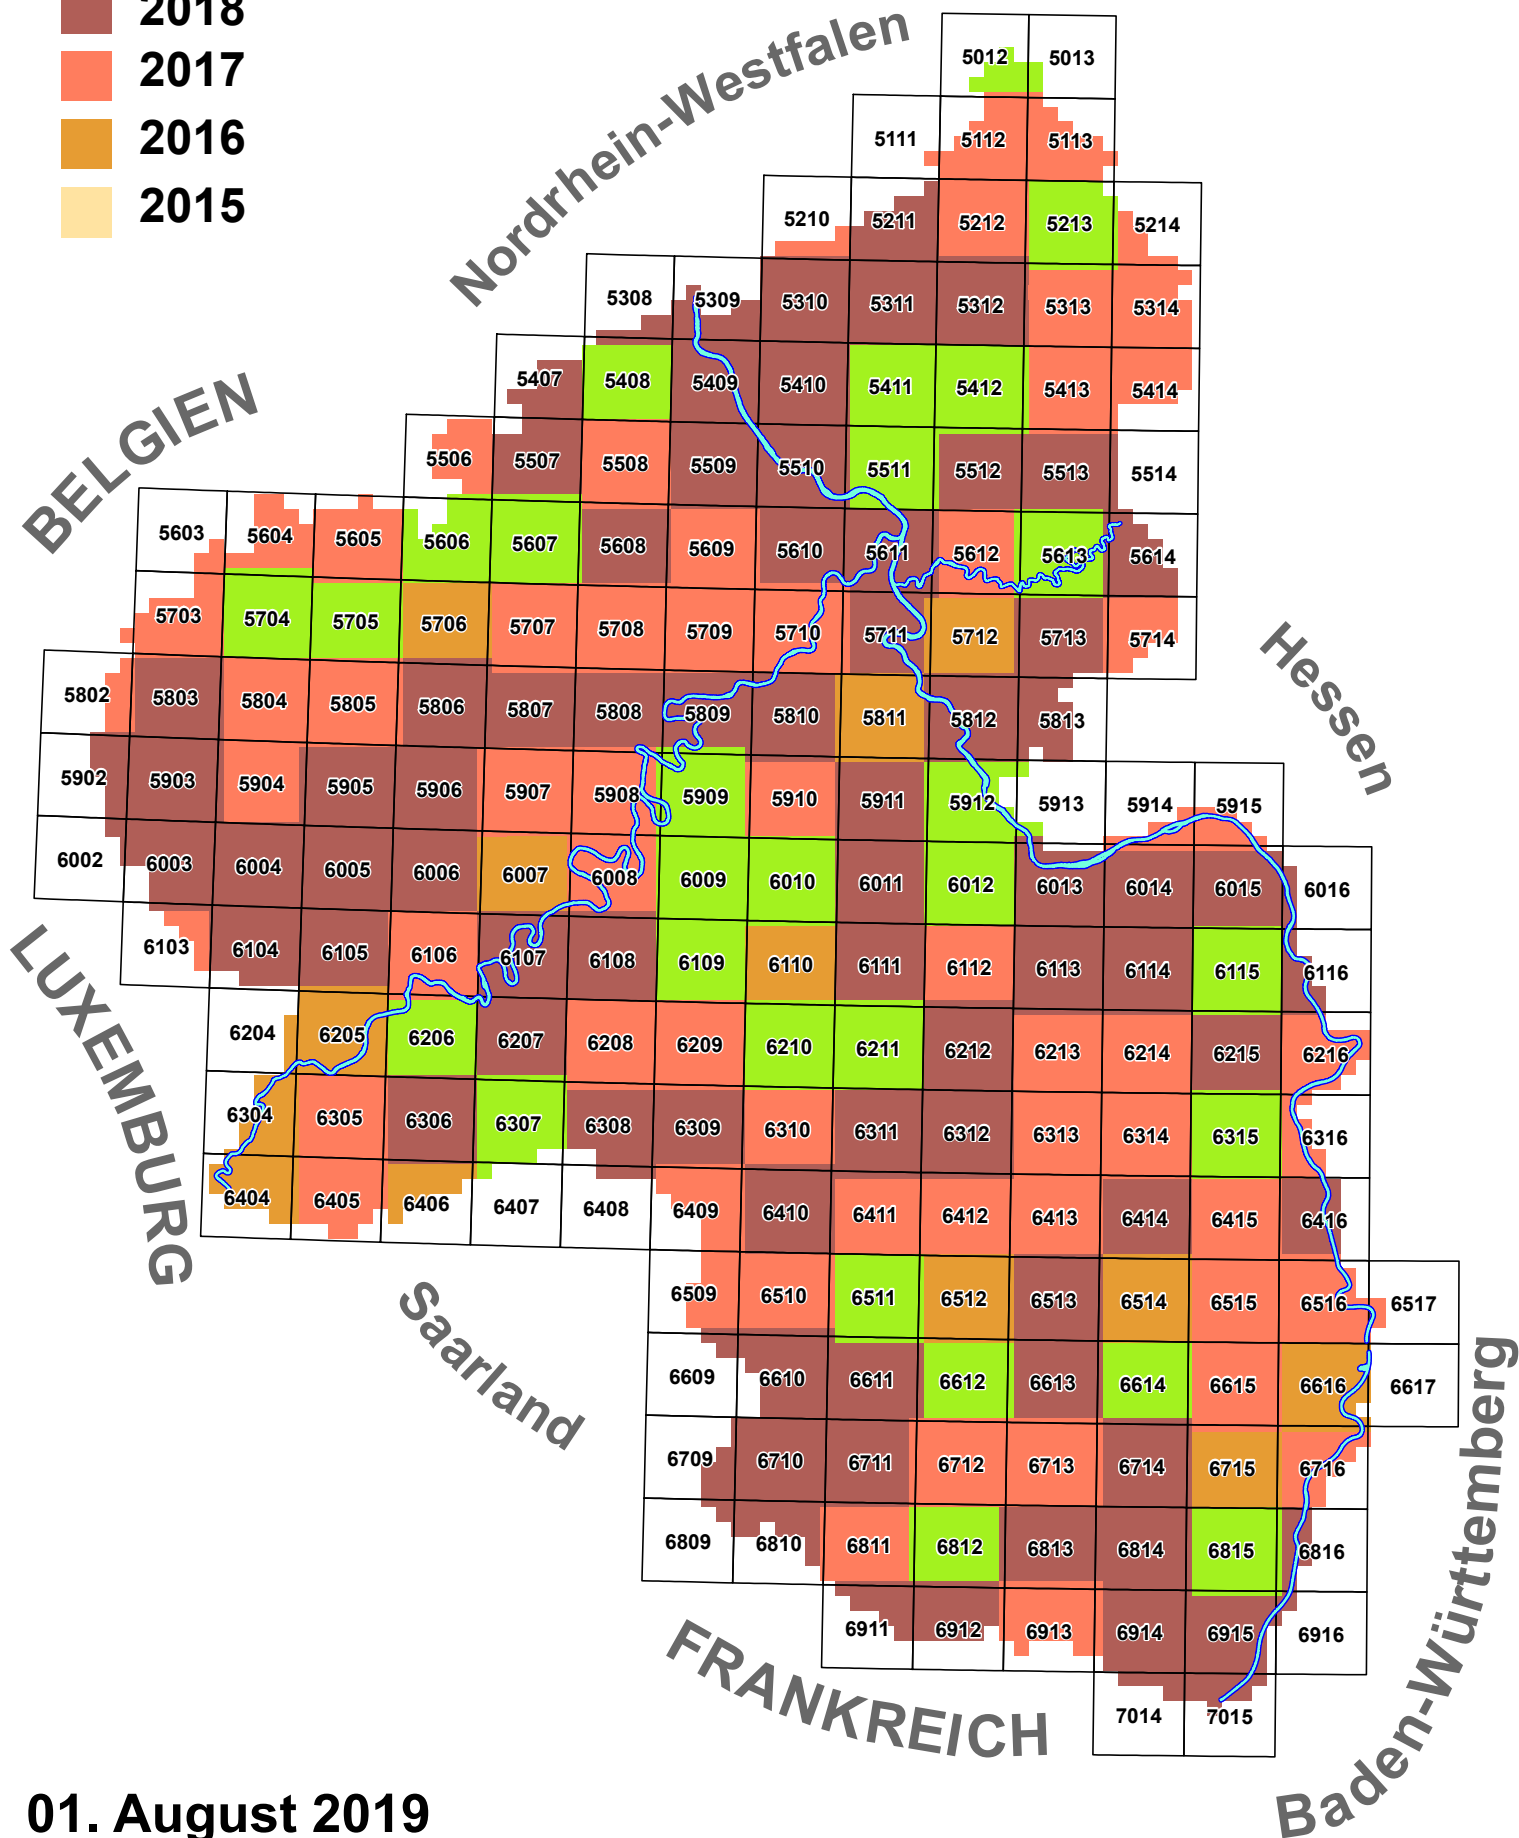 2018
2017
2016
2015
Nordrhein-Westfalen
BELGIEN
Hessen
LUXEMBURG
Saarland
FRANKREICH
Baden-Württemberg
5012 5013
5111 5112 5113
5210 5211 5212 5213 5214
5308 5309 5310 5311 5312 5313 5314
5407 5408 5409 5410 5411 5412 5413 5414
5506 5507 5508 5509 5510 5511 5512 5513 5514
5603 5604 5605 5606 5607 5608 5609 5610 5611 5612 5613 5614
5703 5704 5705 5706 5707 5708 5709 5710 5711 5712 5713 5714
5802 5803 5804 5805 5806 5807 5808 5809 5810 5811 5812 5813
5902 5903 5904 5905 5906 5907 5908 5909 5910 5911 5912 5913 5914 5915
6002 6003 6004 6005 6006 6007 6008 6009 6010 6011 6012 6013 6014 6015 6016
6103 6104 6105 6106 6107 6108 6109 6110 6111 6112 6113 6114 6115 6116
6204 6205 6206 6207 6208 6209 6210 6211 6212 6213 6214 6215 6216
6304 6305 6306 6307 6308 6309 6310 6311 6312 6313 6314 6315 6316
6404 6405 6406 6407 6408 6409 6410 6411 6412 6413 6414 6415 6416
6509 6510 6511 6512 6513 6514 6515 6516 6517
6609 6610 6611 6612 6613 6614 6615 6616 6617
6709 6710 6711 6712 6713 6714 6715 6716
6809 6810 6811 6812 6813 6814 6815 6816
6911 6912 6913 6914 6915 6916
7014 7015
01. August 2019